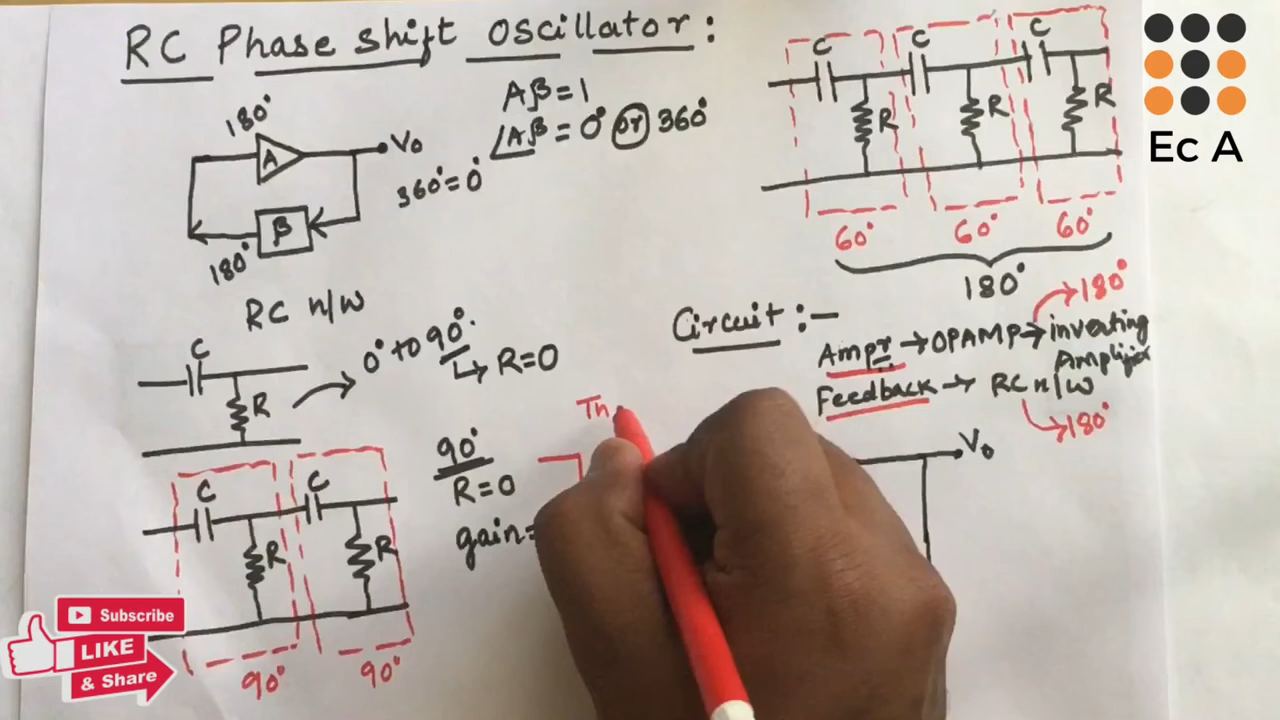 RC Phase Shift Oscillator:
180°
A
Vo
β
180°
360° = 0°
Aβ = 1
∠Aβ = 0° or 360°
RC n/w
C
R
0° to 90°.
R=0
C
R
C
R
90°
90°
90°
R=0
gain=
C
R
C
R
C
R
60°
60°
60°
180°
Circuit :-
Ampr → OPAMP → inverting
Amplifier
180°
Feedback → RC n/w
180°
Th
Vo
Ec A
Subscribe
LIKE
& Share